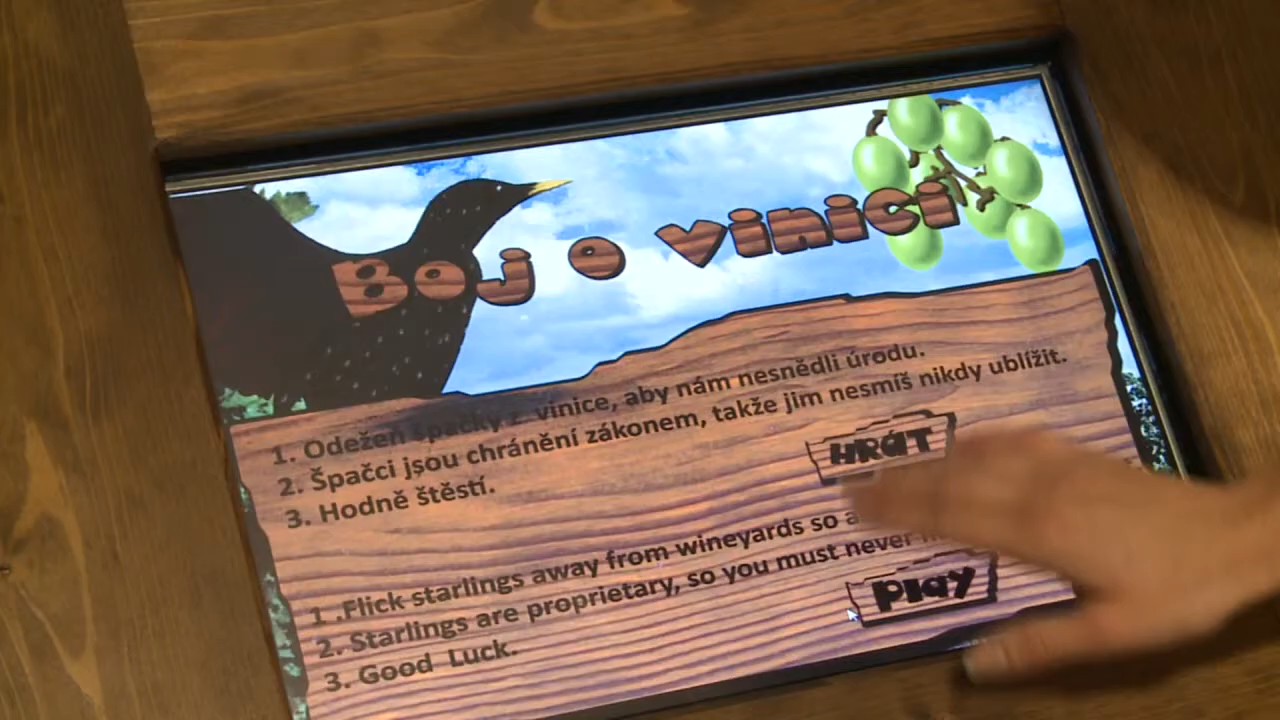 Boj o vinici
1. Odežeň špačky z vinice, aby nám nesnědli úrodu.
2. Špačci jsou chránění zákonem, takže jim nesmíš nikdy ublížit.
3. Hodně štěstí.
HRÁT
1 .Flick starlings away from wineyards so
2. Starlings are proprietary, so you must never
3. Good Luck.
Play